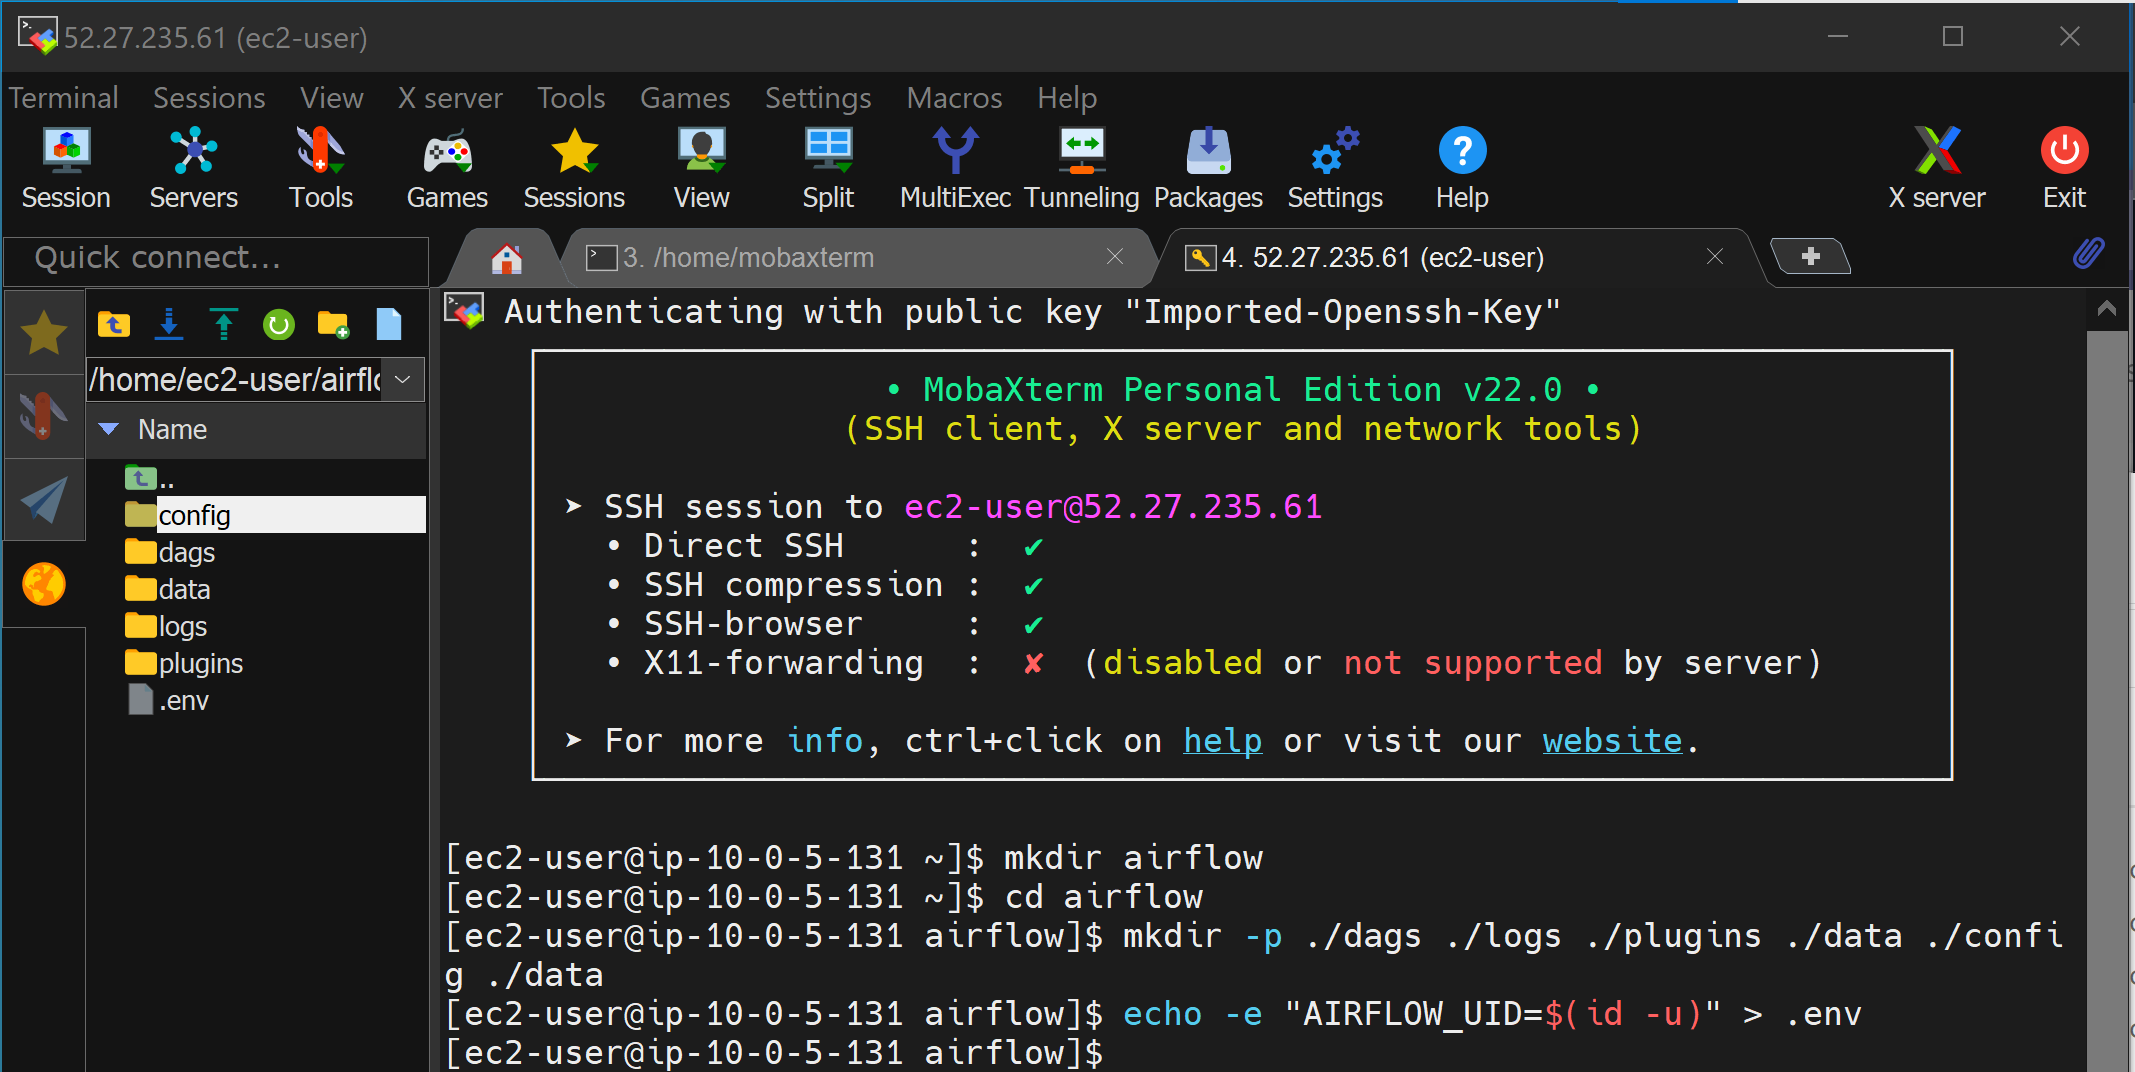 52.27.235.61 (ec2-user)
Terminal Sessions View X server Tools Games Settings Macros Help
Session Servers Tools Games Sessions View Split MultiExec Tunneling Packages Settings Help X server Exit
Quick connect...
3. /home/mobaxterm
4. 52.27.235.61 (ec2-user)
/home/ec2-user/airflo
Name
..
config
dags
data
logs
plugins
.env
Authenticating with public key "Imported-Openssh-Key"
• MobaXterm Personal Edition v22.0 •
(SSH client, X server and network tools)
➤ SSH session to ec2-user@52.27.235.61
• Direct SSH : ✔
• SSH compression : ✔
• SSH-browser : ✔
• X11-forwarding : ✘ (disabled or not supported by server)
➤ For more info, ctrl+click on help or visit our website.
[ec2-user@ip-10-0-5-131 ~]$ mkdir airflow
[ec2-user@ip-10-0-5-131 ~]$ cd airflow
[ec2-user@ip-10-0-5-131 airflow]$ mkdir -p ./dags ./logs ./plugins ./data ./confi
g ./data
[ec2-user@ip-10-0-5-131 airflow]$ echo -e "AIRFLOW_UID=$(id -u)" > .env
[ec2-user@ip-10-0-5-131 airflow]$